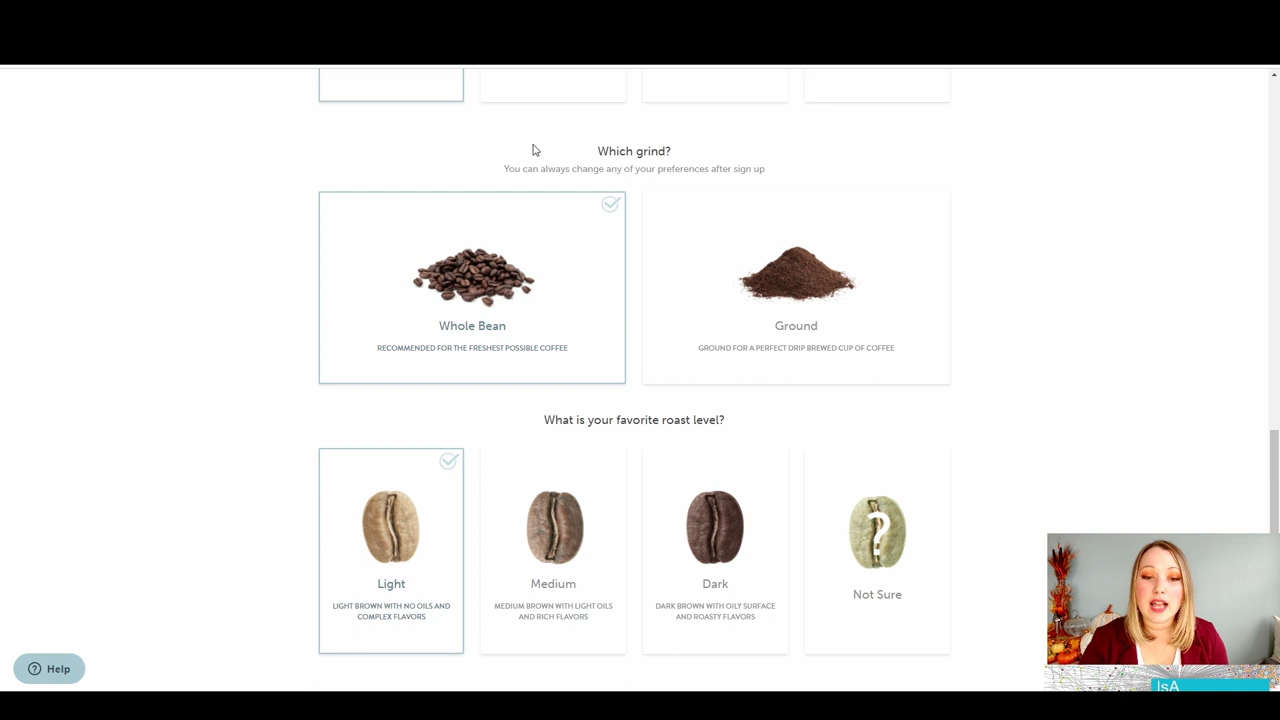 Which grind?
You can always change any of your preferences after sign up
Whole Bean
RECOMMENDED FOR THE FRESHEST POSSIBLE COFFEE
Ground
GROUND FOR A PERFECT DRIP BREWED CUP OF COFFEE
What is your favorite roast level?
Light
LIGHT BROWN WITH NO OILS AND
COMPLEX FLAVORS
Medium
MEDIUM BROWN WITH LIGHT OILS
AND RICH FLAVORS
Dark
DARK BROWN WITH OILY SURFACE
AND ROASTY FLAVORS
?
Not Sure
? Help
IsA